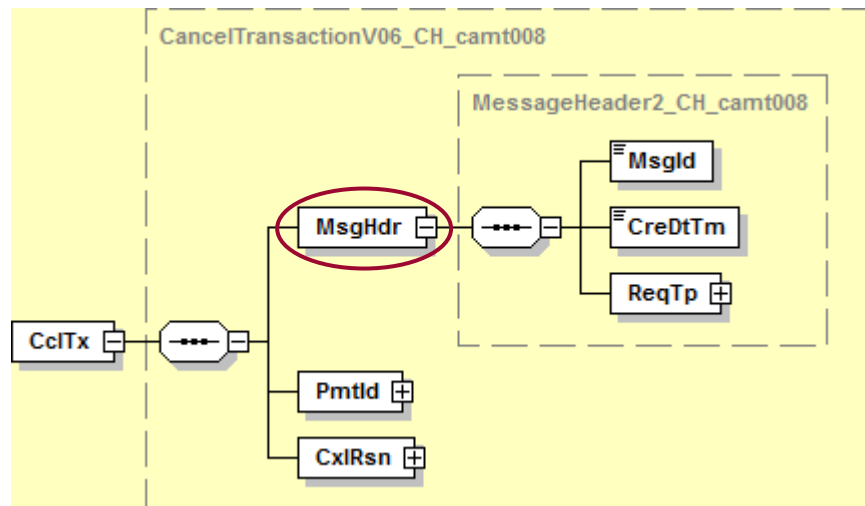 CancelTransactionV06_CH_camt008
MessageHeader2_CH_camt008
MsgId
MsgHdr
CreDtTm
ReqTp
CclTx
PmtId
CxlRsn